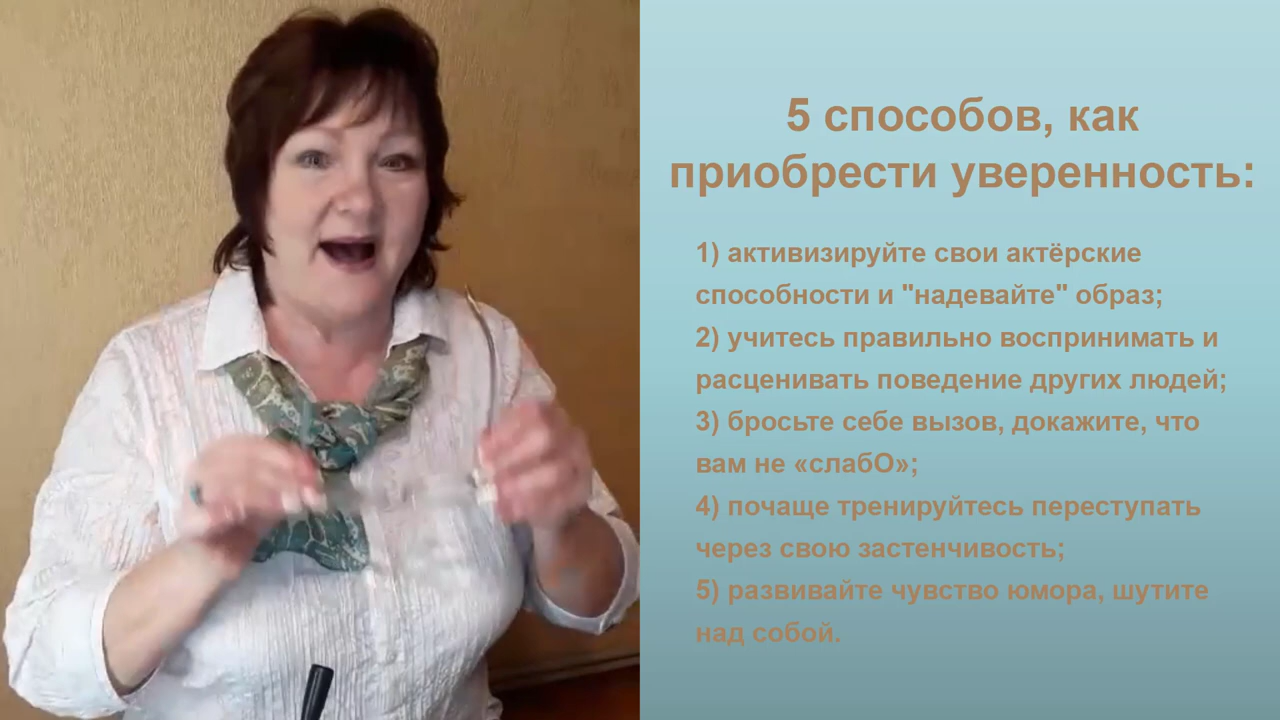 5 способов, как
приобрести уверенность:
1) активизируйте свои актёрские
способности и "надевайте" образ;
2) учитесь правильно воспринимать и
расценивать поведение других людей;
3) бросьте себе вызов, докажите, что
вам не «слабО»;
4) почаще тренируйтесь переступать
через свою застенчивость;
5) развивайте чувство юмора, шутите
над собой.